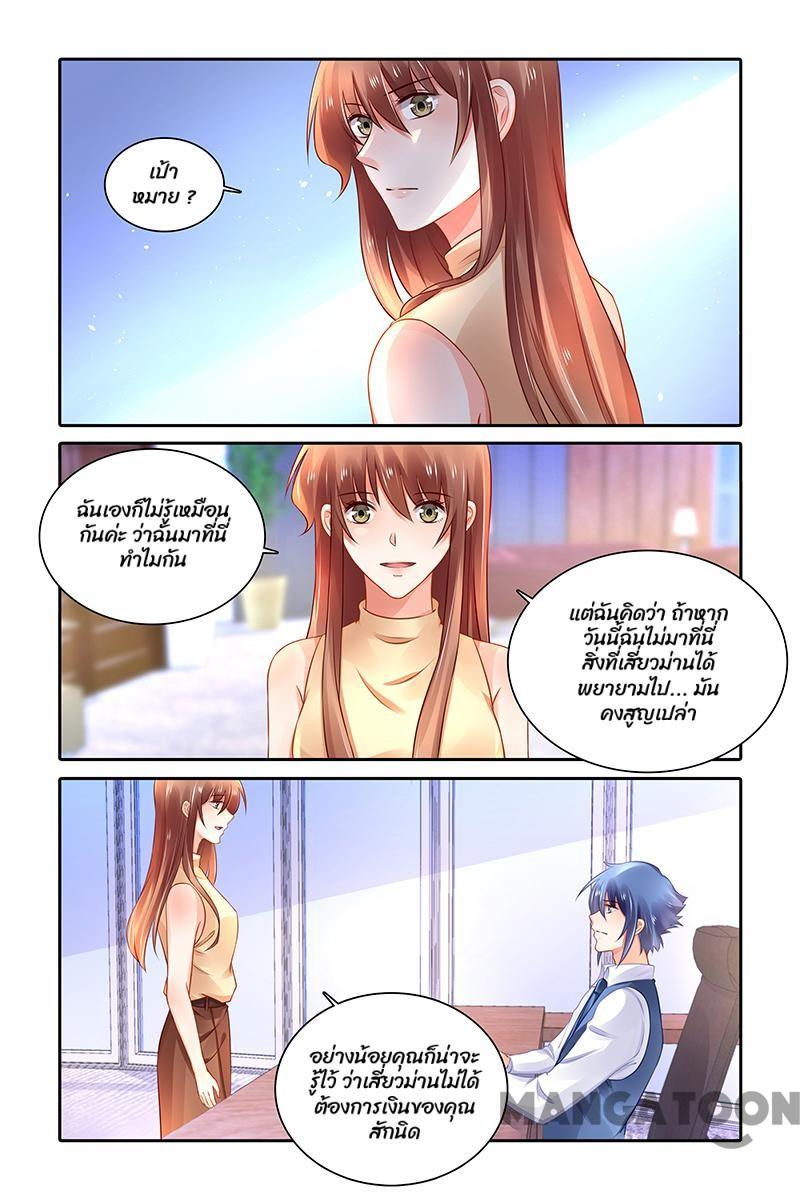 เป้า
หมาย ?
ฉันเองก็ไม่รู้เหมือน
กันค่ะ ว่าฉันมาที่นี่
ทำไมกัน
แต่ฉันคิดว่า ถ้าหาก
วันนี้ฉันไม่มาที่นี่
สิ่งที่เสี่ยวม่านได้
พยายามไป... มัน
คงสูญเปล่า
อย่างน้อยคุณก็น่าจะ
รู้ไว้ ว่าเสี่ยวม่านไม่ได้
ต้องการเงินของคุณ
สักนิด
MANGATOON